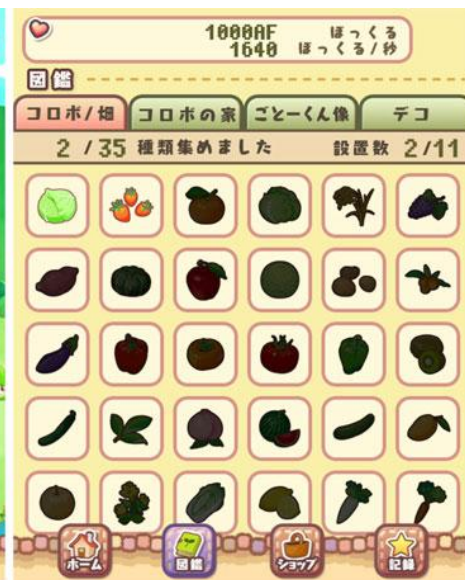 1000AF ぽっくる
1640 ぽっくる/秒
図鑑
コロボ/畑 コロボの家 ごとーくん像 デコ
2 /35 種類集めました 設置数 2/11
ホーム 図鑑 ショップ 記録